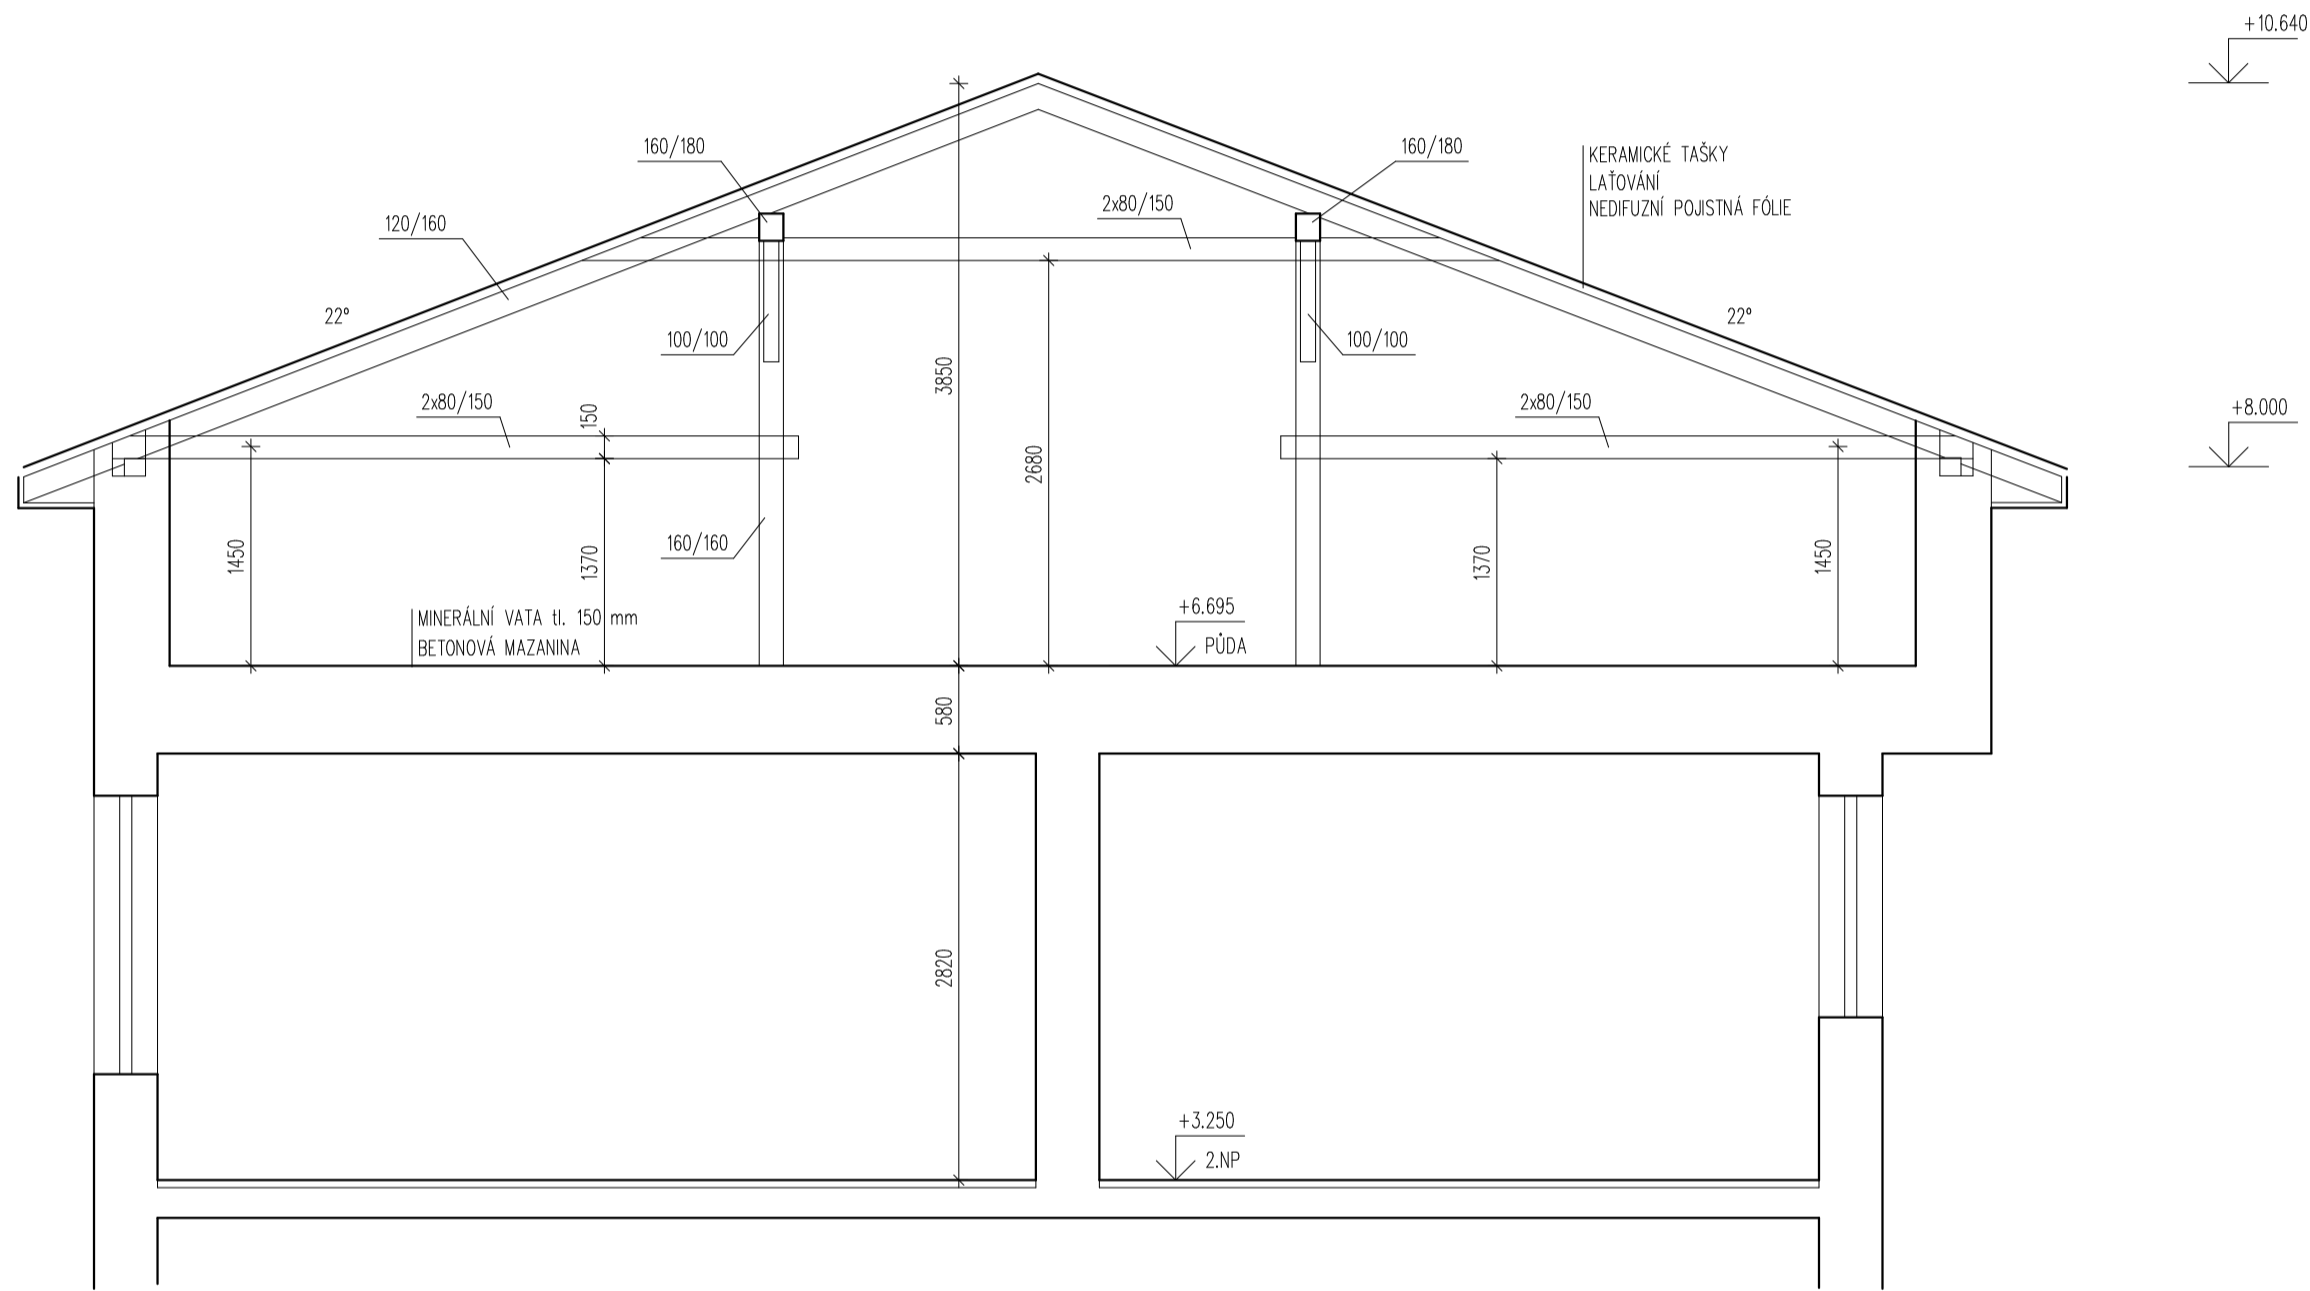 +10.640
160/180
160/180
KERAMICKÉ TAŠKY
LAŤOVÁNÍ
NEDIFUZNÍ POJISTNÁ FÓLIE
2x80/150
120/160
22°
22°
100/100
100/100
3850
2x80/150
150
2x80/150
+8.000
2680
1450
1370
160/160
1370
1450
MINERÁLNÍ VATA tl. 150 mm
BETONOVÁ MAZANINA
+6.695
PŮDA
580
2820
+3.250
2.NP